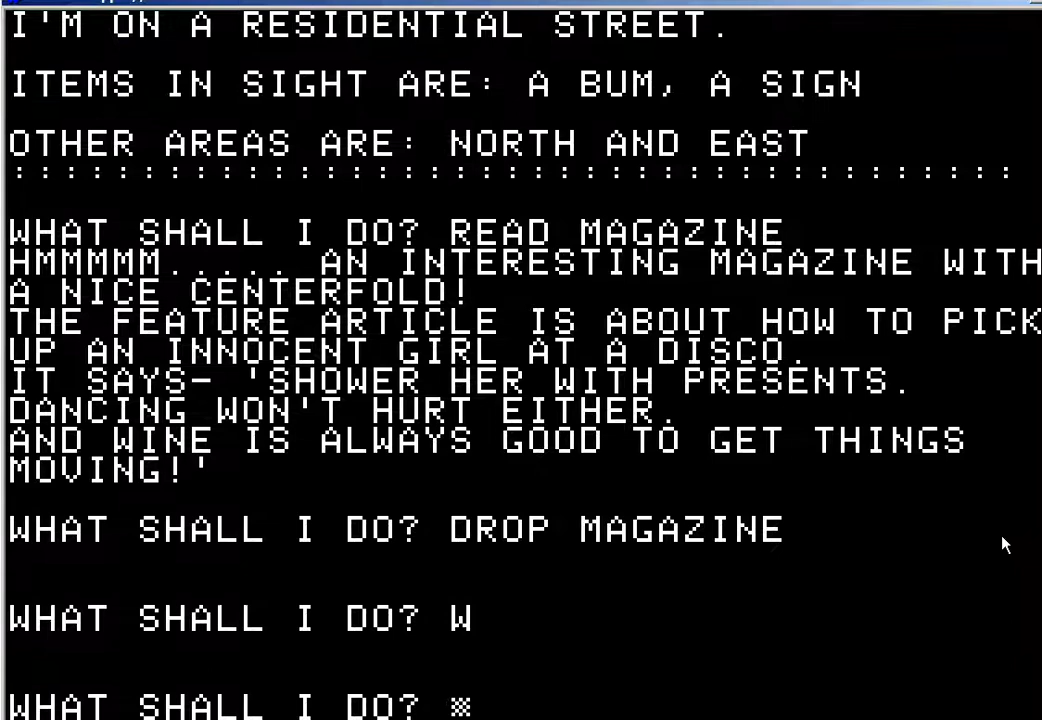 I'M ON A RESIDENTIAL STREET.
ITEMS IN SIGHT ARE: A BUM, A SIGN
OTHER AREAS ARE: NORTH AND EAST
:::::::::::::::::::::::::::::::::::::::
WHAT SHALL I DO? READ MAGAZINE
HMMMMM..... AN INTERESTING MAGAZINE WITH
A NICE CENTERFOLD!
THE FEATURE ARTICLE IS ABOUT HOW TO PICK
UP AN INNOCENT GIRL AT A DISCO.
IT SAYS- 'SHOWER HER WITH PRESENTS.
DANCING WON'T HURT EITHER.
AND WINE IS ALWAYS GOOD TO GET THINGS
MOVING!'
WHAT SHALL I DO? DROP MAGAZINE
WHAT SHALL I DO? W
WHAT SHALL I DO?